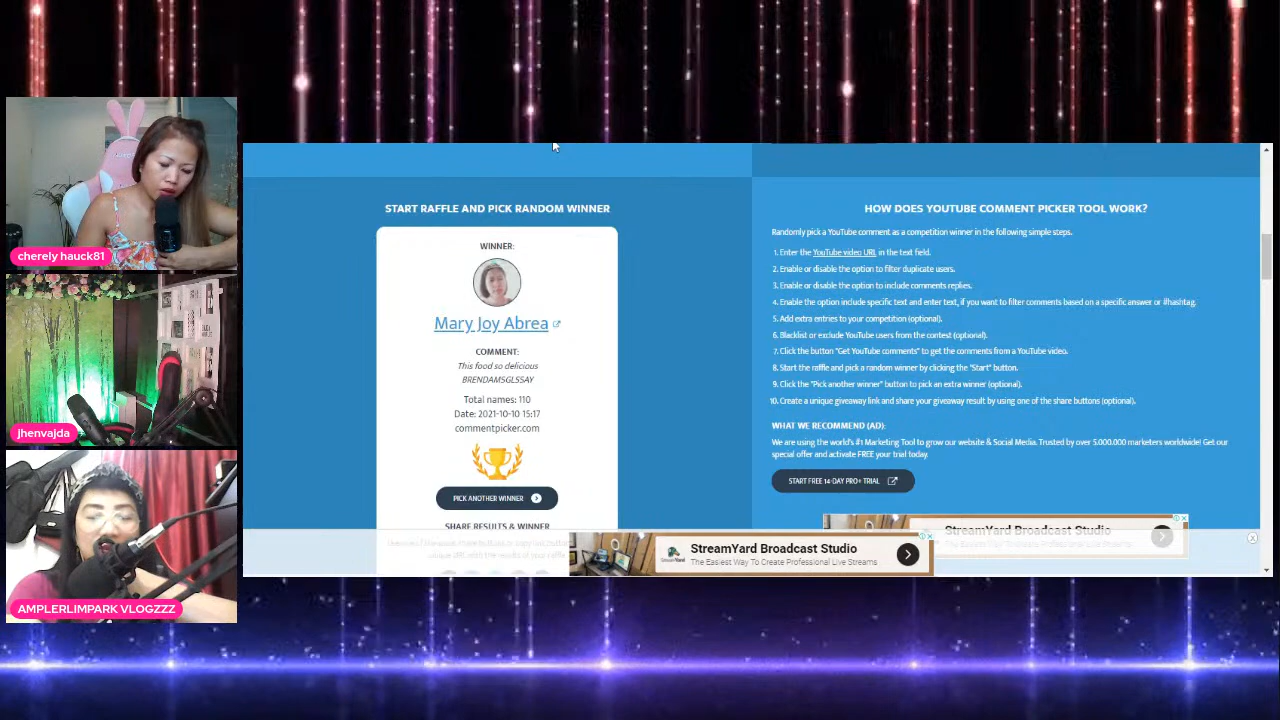 cherely hauck81
jhenvajda
AMPLERLIMPARK VLOGZZZ
START RAFFLE AND PICK RANDOM WINNER
WINNER:
Mary Joy Abrea
COMMENT:
This food so delicious
BRENDAMSGLSSAY
Total names: 110
Date: 2021-10-10 15:17
commentpicker.com
PICK ANOTHER WINNER
SHARE RESULTS & WINNER
HOW DOES YOUTUBE COMMENT PICKER TOOL WORK?
Randomly pick a YouTube comment as a competition winner in the following simple steps.
1. Enter the YouTube video URL in the text field.
2. Enable or disable the option to filter duplicate users.
3. Enable or disable the option to include comments replies.
4. Enable the option include specific text and enter text, if you want to filter comments based on a specific answer or #hashtag.
5. Add extra entries to your competition (optional).
6. Blacklist or exclude YouTube users from the contest (optional).
7. Click the button "Get YouTube comments" to get the comments from a YouTube video.
8. Start the raffle and pick a random winner by clicking the "Start" button.
9. Click the "Pick another winner" button to pick an extra winner (optional).
10. Create a unique giveaway link and share your giveaway result by using one of the share buttons (optional).
WHAT WE RECOMMEND (AD):
We are using the world's #1 Marketing Tool to grow our website & Social Media. Trusted by over 5.000.000 marketers worldwide! Get our
special offer and activate FREE your trial today.
START FREE 14-DAY PRO+ TRIAL
StreamYard Broadcast Studio
StreamYard Broadcast Studio
The Easiest Way To Create Professional Live Streams